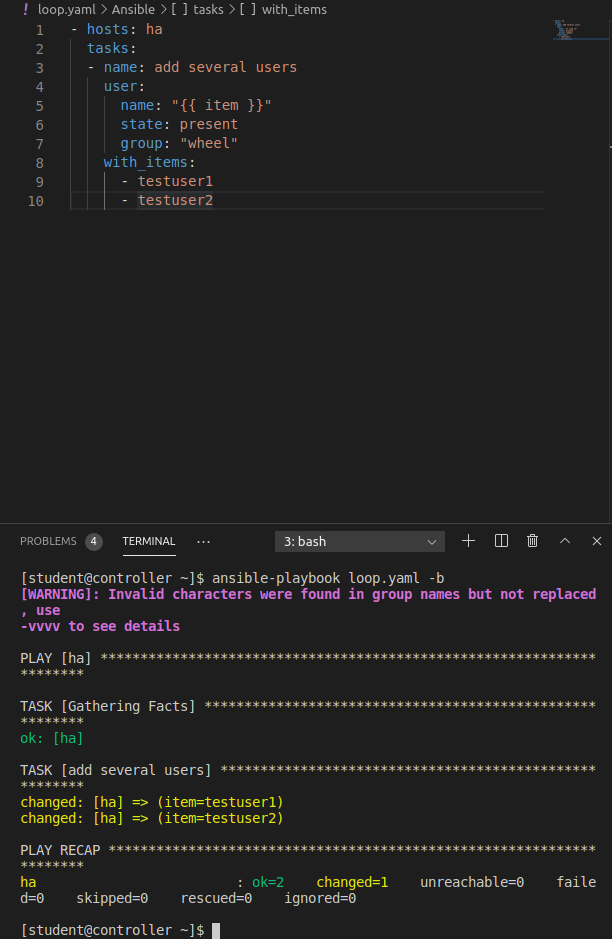 ! loop.yaml > Ansible > [ ] tasks > [ ] with_items
1 - hosts: ha
2 tasks:
3 - name: add several users
4 user:
5 name: "{{ item }}"
6 state: present
7 group: "wheel"
8 with_items:
9 - testuser1
10 - testuser2
PROBLEMS 4 TERMINAL ... 3: bash
[student@controller ~]$ ansible-playbook loop.yaml -b
[WARNING]: Invalid characters were found in group names but not replaced
, use
-vvvv to see details
PLAY [ha] **************************************************************
********
TASK [Gathering Facts] *************************************************
********
ok: [ha]
TASK [add several users] ***********************************************
********
changed: [ha] => (item=testuser1)
changed: [ha] => (item=testuser2)
PLAY RECAP *************************************************************
********
ha : ok=2 changed=1 unreachable=0 faile
d=0 skipped=0 rescued=0 ignored=0
[student@controller ~]$